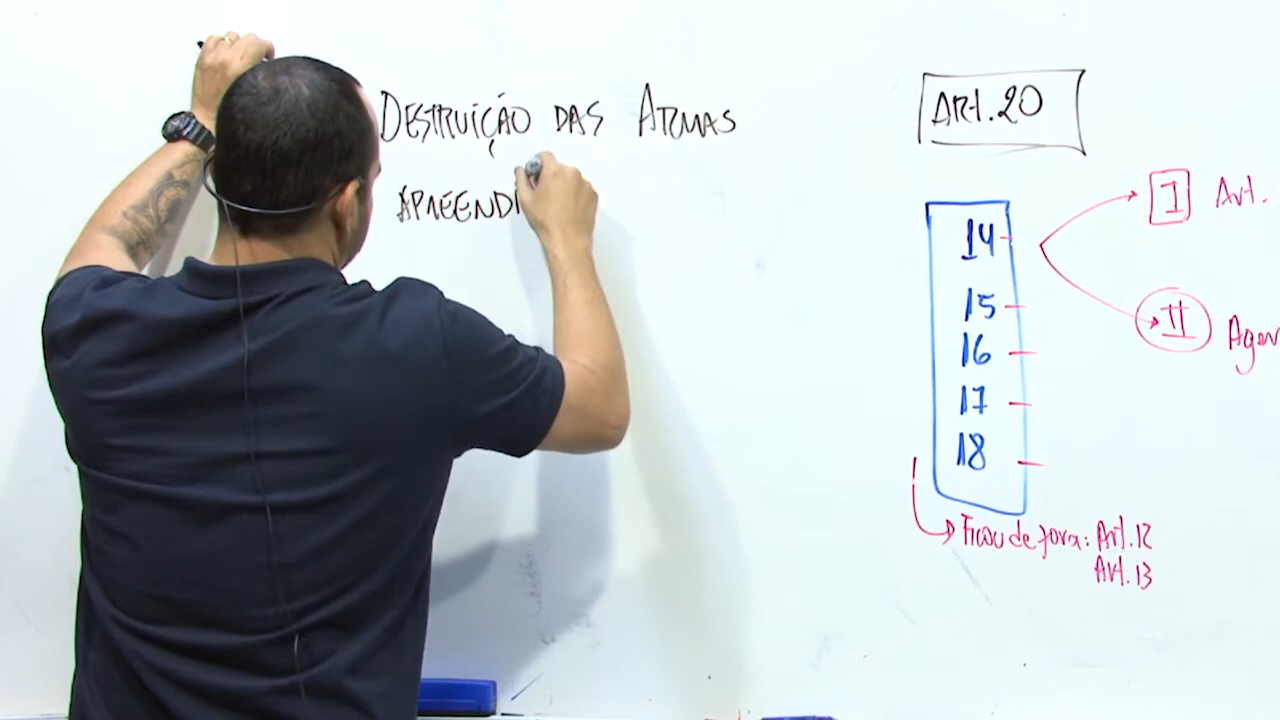 DESTRUIÇÃO DAS ARMAS
APREENDI
ART. 20
14
15
16
17
18
I Art.
II Agen
Ficou de fora: Art. 12
Art. 13